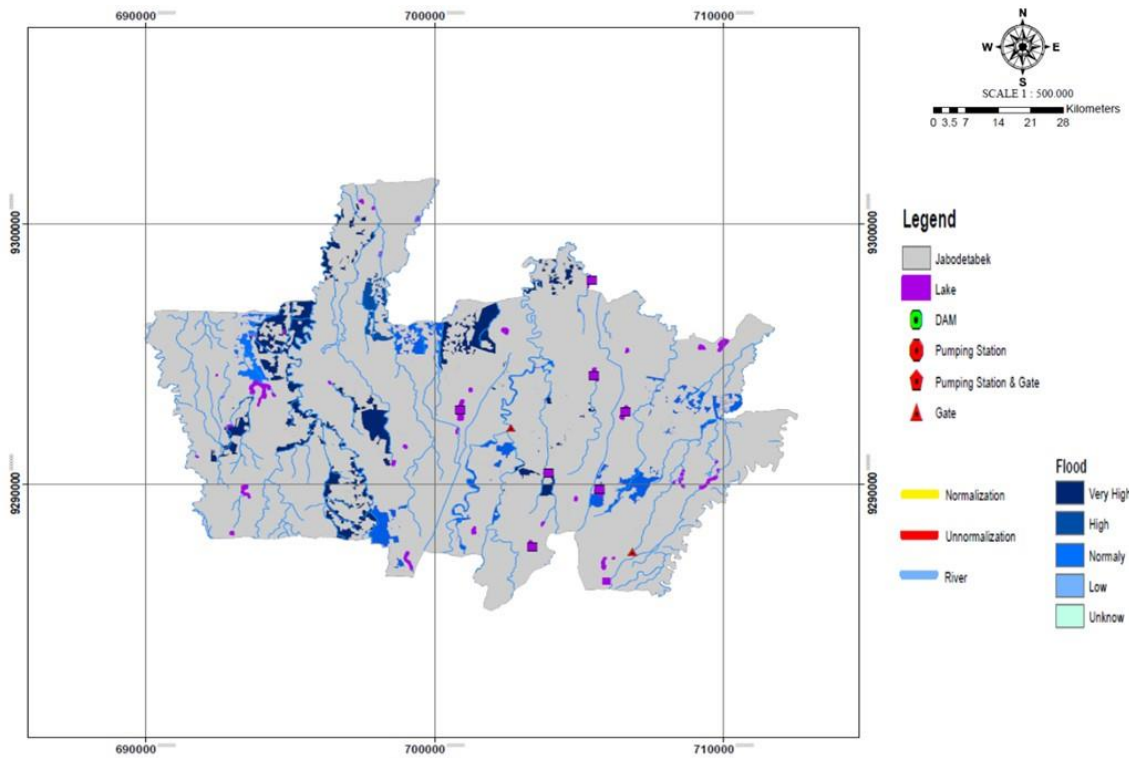 690000
700000
710000
N
W
E
S
SCALE 1 : 500.000
Kilometers
0 3.5 7 14 21 28
9300000
9300000
9290000
9290000
690000
700000
710000
Legend
Jabodetabek
Lake
DAM
Pumping Station
Pumping Station & Gate
Gate
Normalization
Unnormalization
River
Flood
Very High
High
Normaly
Low
Unknow